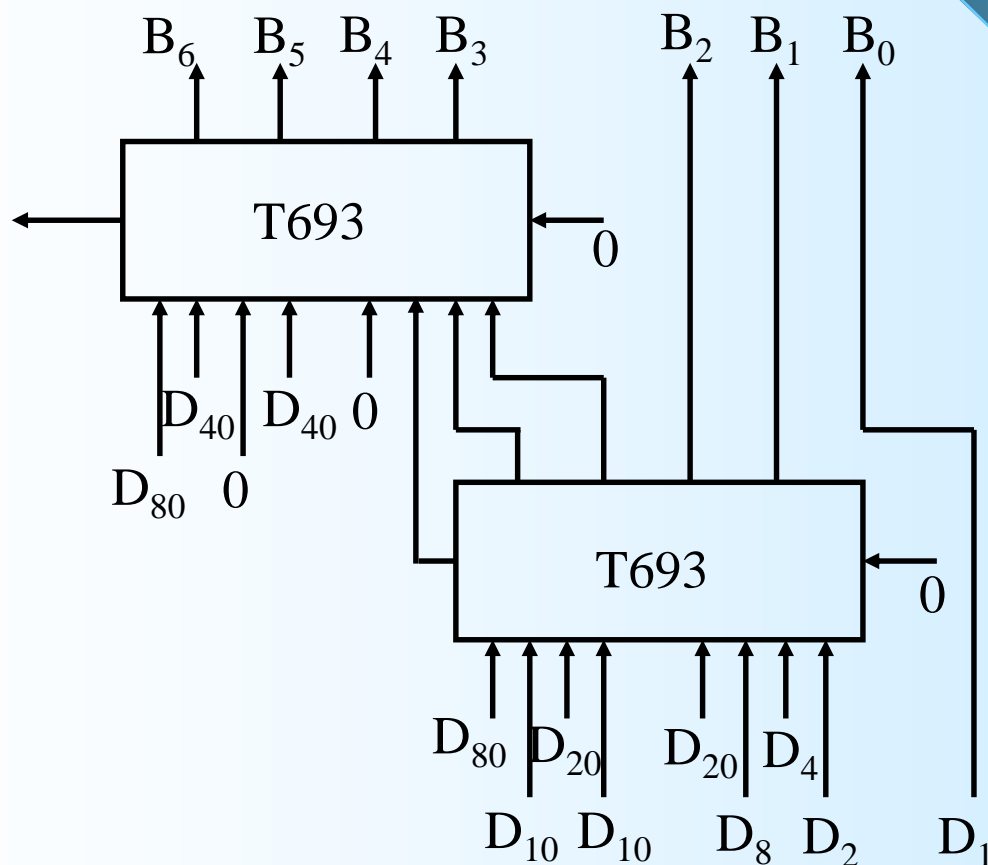 B₆ B₅ B₄ B₃ B₂ B₁ B₀
T693
0
D₄₀ D₄₀ 0
D₈₀ 0
T693
0
D₈₀ D₂₀ D₂₀ D₄
D₁₀ D₁₀ D₈ D₂ D₁